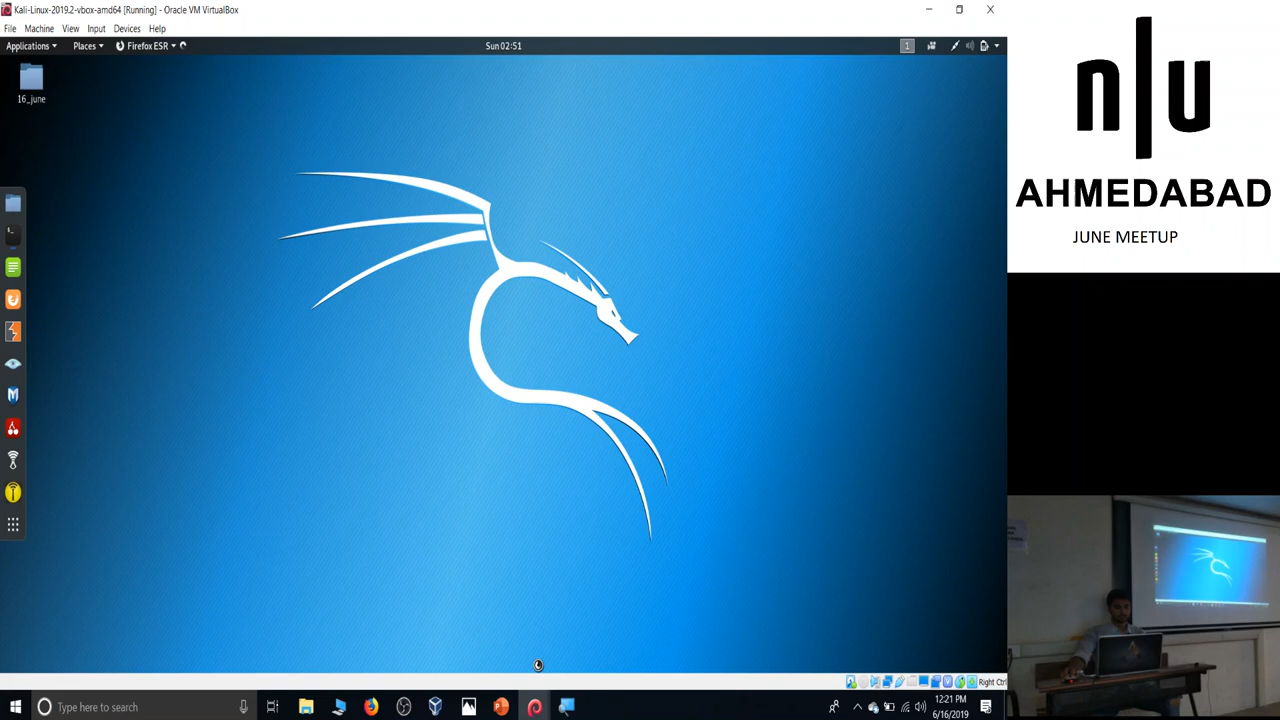 Kali-Linux-2019.2-vbox-amd64 [Running] - Oracle VM VirtualBox
File Machine View Input Devices Help
Applications Places Firefox ESR Sun 02:51 1
16_june
Right Ctrl
Type here to search
12:21 PM
6/16/2019
n|u
AHMEDABAD
JUNE MEETUP